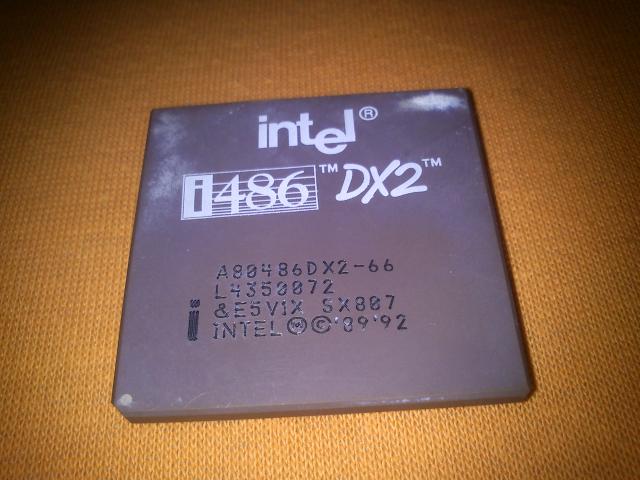 intel®
i486™ DX2™
A80486DX2-66
L4350072
&E5V1X SX807
i INTEL Ⓜ©'89'92